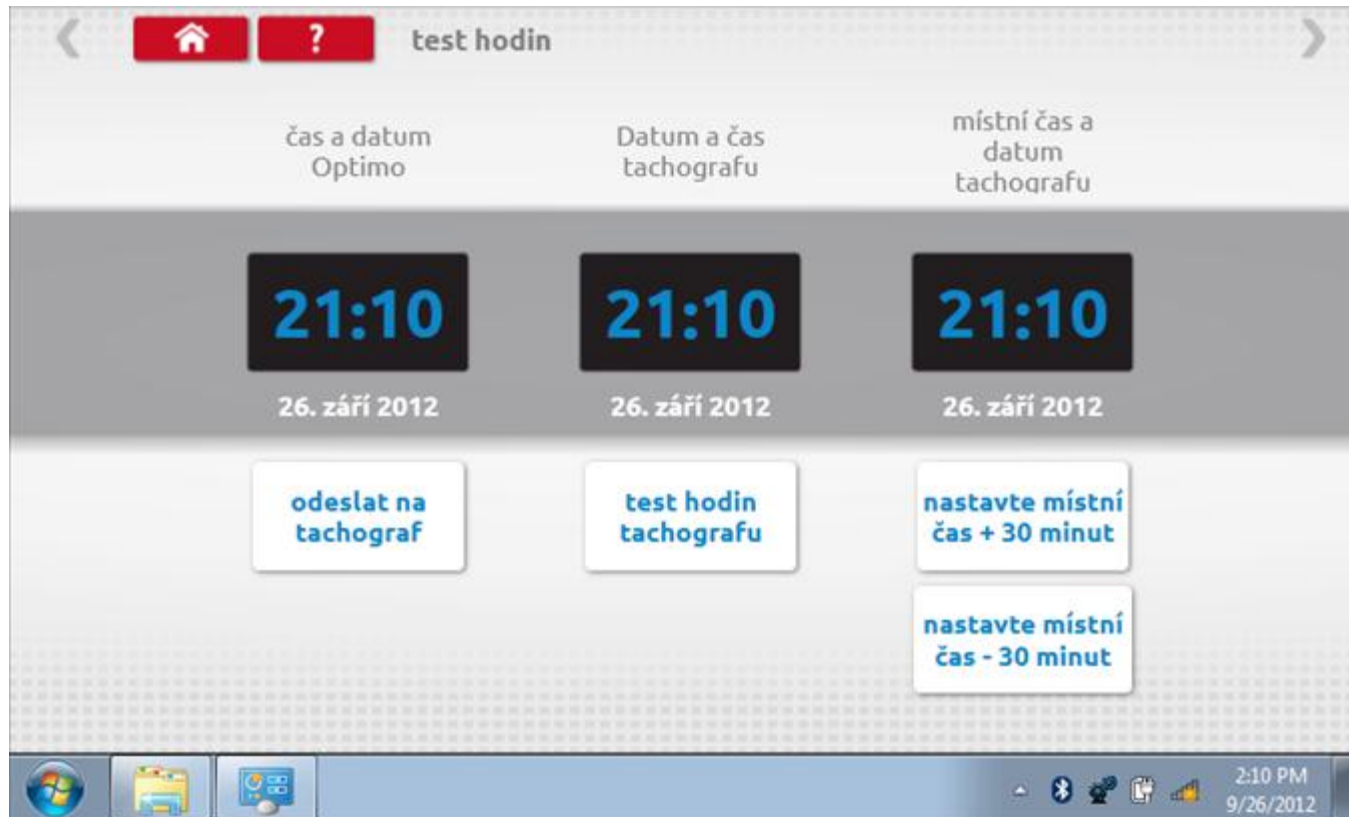 ? test hodin
čas a datum
Optimo
Datum a čas
tachografu
místní čas a
datum
tachografu
21:10
21:10
21:10
26. září 2012
26. září 2012
26. září 2012
odeslat na
tachograf
test hodin
tachografu
nastavte místní
čas + 30 minut
nastavte místní
čas - 30 minut
2:10 PM
9/26/2012